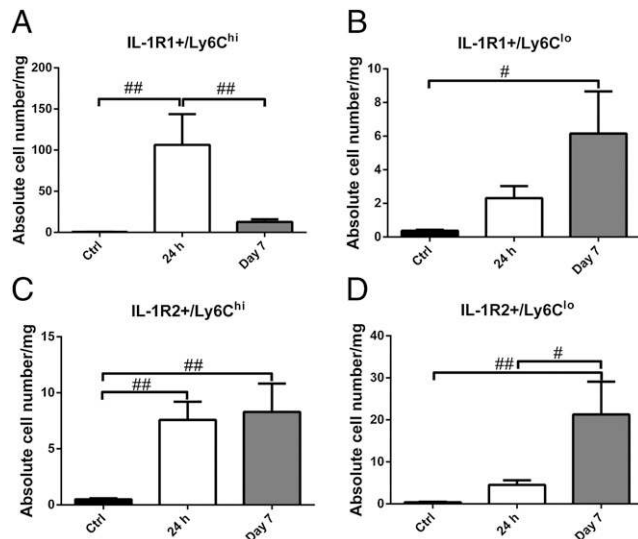 A
IL-1R1+/Ly6Chi
Absolute cell number/mg
200
150
100
50
0
##
##
Ctrl
24 h
Day 7
B
IL-1R1+/Ly6Clo
Absolute cell number/mg
10
8
6
4
2
0
#
Ctrl
24 h
Day 7
C
IL-1R2+/Ly6Chi
Absolute cell number/mg
15
10
5
0
##
##
Ctrl
24 h
Day 7
D
IL-1R2+/Ly6Clo
Absolute cell number/mg
40
30
20
10
0
##
#
Ctrl
24 h
Day 7